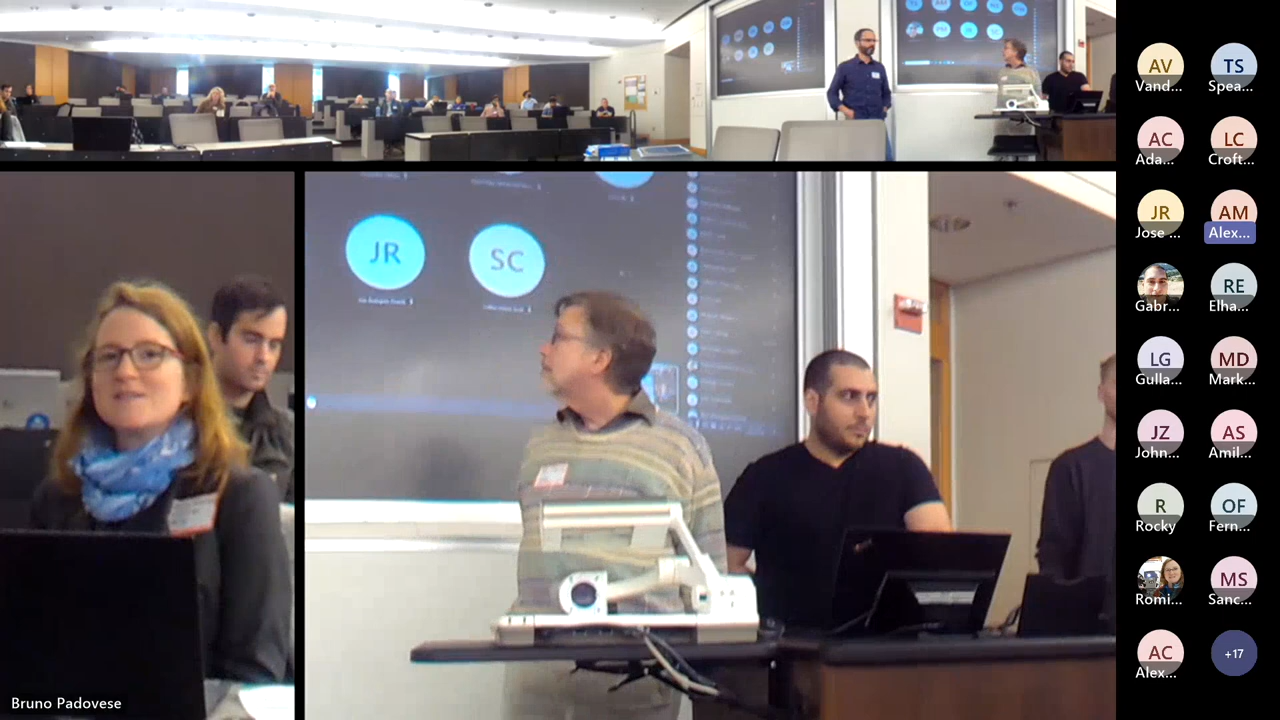 AV
Vand...
TS
Spea...
AC
Ada...
LC
Croft...
JR
Jose ...
AM
Alex...
Gabr...
RE
Elha...
LG
Gulla...
MD
Mark...
JZ
John...
AS
Amil...
R
Rocky
OF
Fern...
Romi...
MS
Sanc...
AC
Alex...
+17
JR
SC
Bruno Padovese